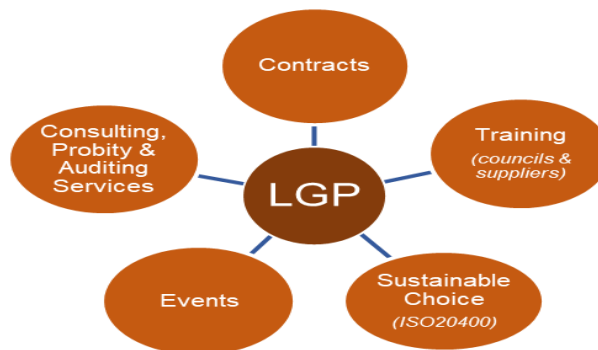 Contracts
Consulting,
Probity &
Auditing
Services
Training
(councils &
suppliers)
LGP
Events
Sustainable
Choice
(ISO20400)